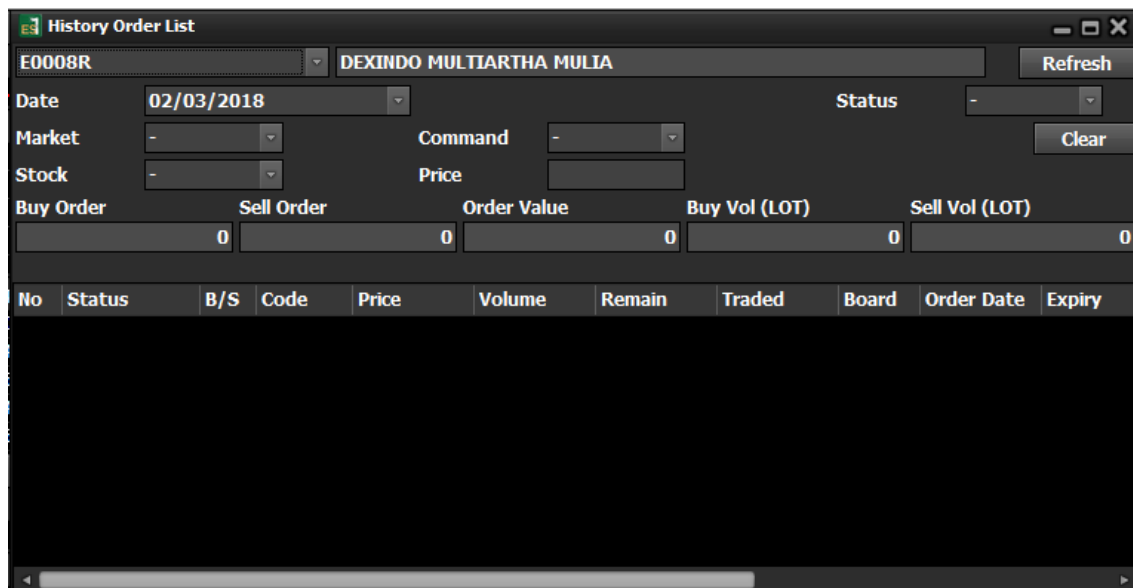 ES History Order List
E0008R DEXINDO MULTIARTHA MULIA Refresh
Date 02/03/2018 Status -
Market - Command - Clear
Stock - Price
Buy Order Sell Order Order Value Buy Vol (LOT) Sell Vol (LOT)
0 0 0 0 0
No Status B/S Code Price Volume Remain Traded Board Order Date Expiry